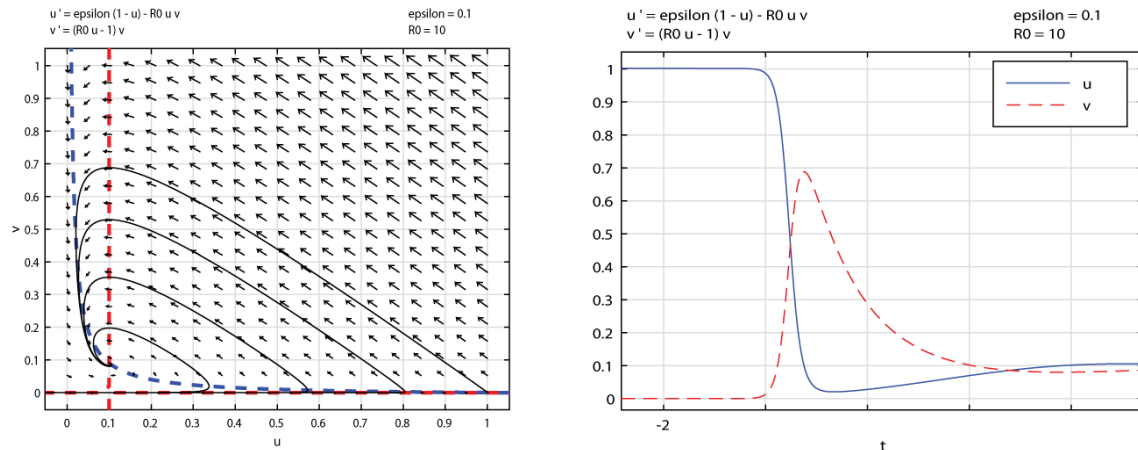 u ' = epsilon (1 - u) - R0 u v
v ' = (R0 u - 1) v
epsilon = 0.1
R0 = 10
1
0.9
0.8
0.7
0.6
0.5
0.4
0.3
0.2
0.1
0
v
0
0.1
0.2
0.3
0.4
0.5
0.6
0.7
0.8
0.9
1
u
u ' = epsilon (1 - u) - R0 u v
v ' = (R0 u - 1) v
epsilon = 0.1
R0 = 10
u
v
1
0.9
0.8
0.7
0.6
0.5
0.4
0.3
0.2
0.1
0
-2
t